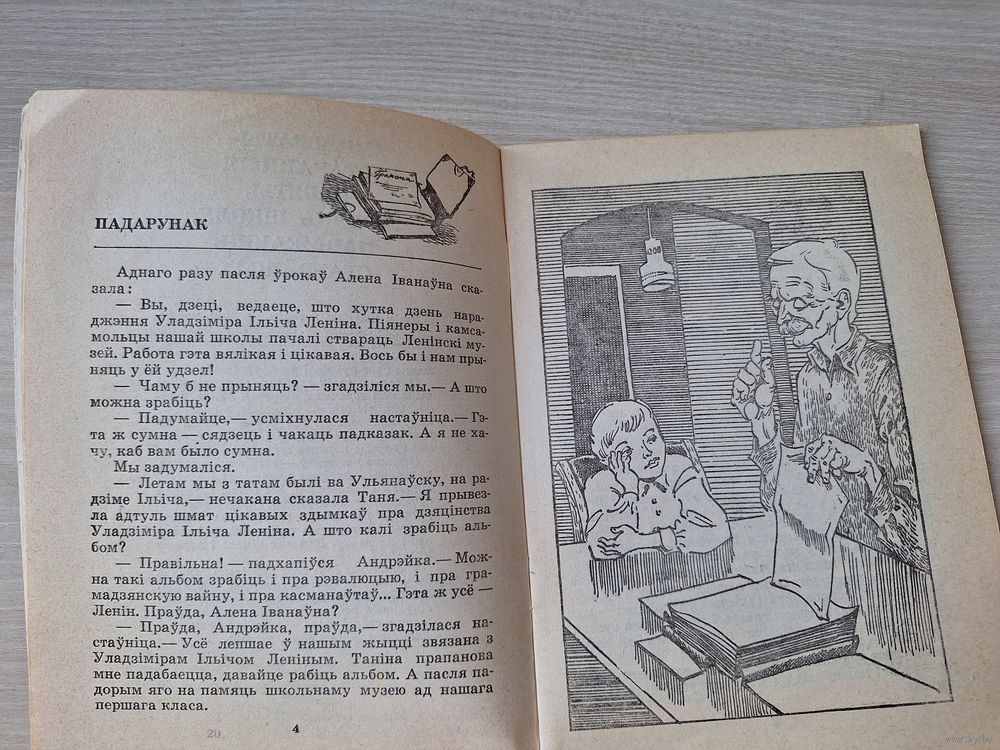 ПАДАРУНАК
Грамота
Аднаго разу пасля ўрокаў Алена Іванаўна ска-
зала:
— Вы, дзеці, ведаеце, што хутка дзень нара-
джэння Уладзіміра Ільіча Леніна. Піянеры і камса-
мольцы нашай школы пачалі ствараць Ленінскі му-
зей. Работа гэта вялікая і цікавая. Вось бы і нам пры-
няць у ёй удзел!
— Чаму б не прыняць? — згадзіліся мы.— А што
можна зрабіць?
— Падумайце,— усміхнулася настаўніца.— Гэ-
та ж сумна — сядзець і чакаць падказак. А я не ха-
чу, каб вам было сумна.
Мы задумаліся.
— Летам мы з татам былі ва Ульянаўску, на ра-
дзіме Ільіча,— нечакана сказала Таня.— Я прывез-
ла адтуль шмат цікавых здымкаў пра дзяцінства
Уладзіміра Ільіча Леніна. А што калі зрабіць аль-
бом?
— Правільна! — падхапіўся Андрэйка.— Мож-
на такі альбом зрабіць і пра рэвалюцыю, і пра гра-
мадзянскую вайну, і пра касманаўтаў... Гэта ж усё —
Ленін. Праўда, Алена Іванаўна?
— Праўда, Андрэйка, праўда,— згадзілася на-
стаўніца.— Усё лепшае ў нашым жыцці звязана з
Уладзімірам Ільічом Леніным. Таніна прапанова
мне падабаецца, давайце рабіць альбом. А пасля па-
дорым яго на памяць школьнаму музею ад нашага
першага класа.
4
20
www.ay.by